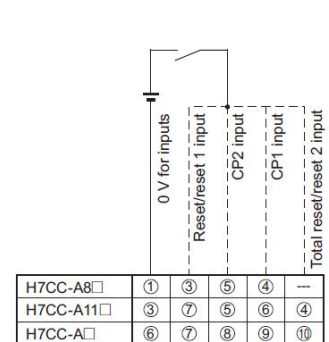 0 V for inputs
Reset/reset 1 input
CP2 input
CP1 input
Total reset/reset 2 input
H7CC-A8□ ① ③ ⑤ ④ ---
H7CC-A11□ ③ ⑦ ⑤ ⑥ ④
H7CC-A□ ⑥ ⑦ ⑧ ⑨ ⑩